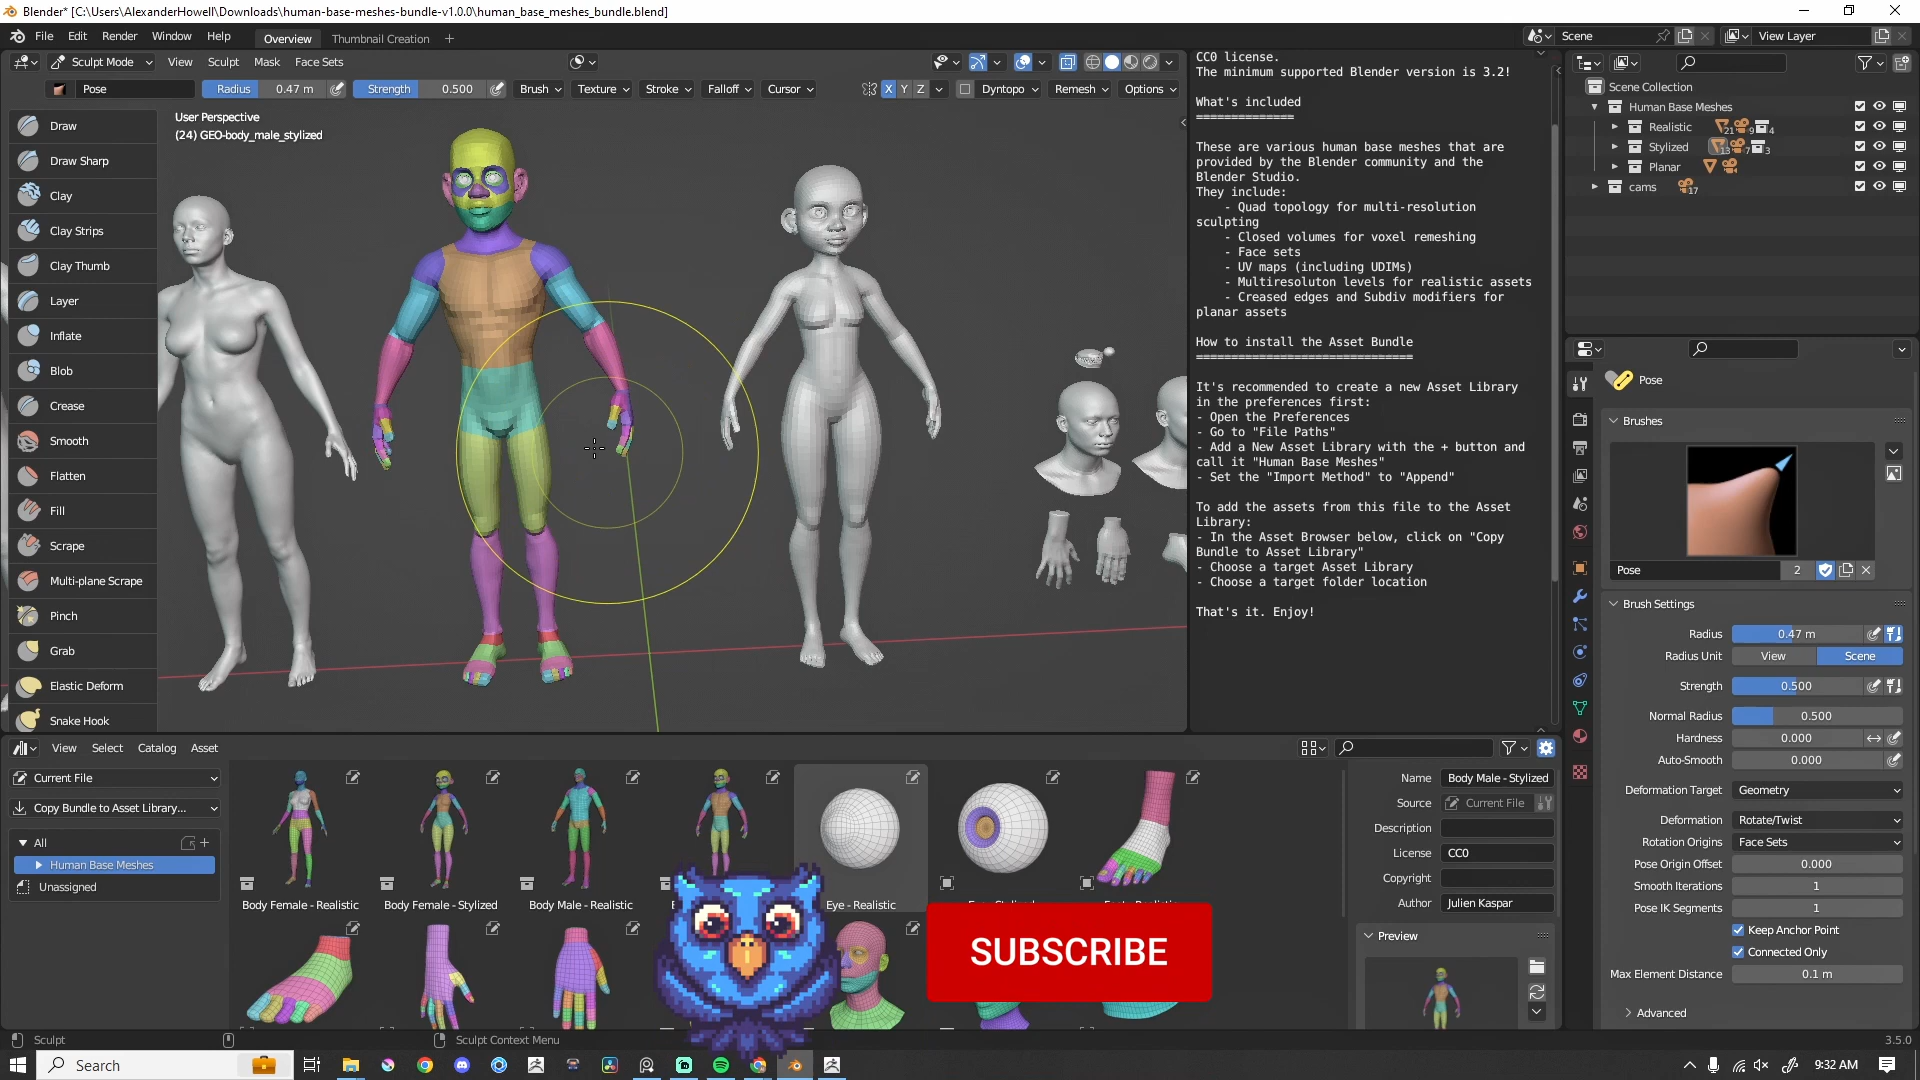 Blender* [C:\Users\AlexanderHowell\Downloads\human-base-meshes-bundle-v1.0.0\human_base_meshes_bundle.blend]
File Edit Render Window Help Overview Thumbnail Creation + Scene View Layer
Sculpt Mode View Sculpt Mask Face Sets
Pose Radius 0.47 m Strength 0.500 Brush Texture Stroke Falloff Cursor X Y Z Dyntopo Remesh Options
User Perspective
(24) GEO-body_male_stylized
Draw
Draw Sharp
Clay
Clay Strips
Clay Thumb
Layer
Inflate
Blob
Crease
Smooth
Flatten
Fill
Scrape
Multi-plane Scrape
Pinch
Grab
Elastic Deform
Snake Hook
CC0 license.
The minimum supported Blender version is 3.2!
What's included
==============
These are various human base meshes that are
provided by the Blender community and the
Blender Studio.
They include:
- Quad topology for multi-resolution
sculpting
- Closed volumes for voxel remeshing
- Face sets
- UV maps (including UDIMs)
- Multiresoluton levels for realistic assets
- Creased edges and Subdiv modifiers for
planar assets
How to install the Asset Bundle
===============================
It's recommended to create a new Asset Library
in the preferences first:
- Open the Preferences
- Go to "File Paths"
- Add a New Asset Library with the + button and
call it "Human Base Meshes"
- Set the "Import Method" to "Append"
To add the assets from this file to the Asset
Library:
- In the Asset Browser below, click on "Copy
Bundle to Asset Library"
- Choose a target Asset Library
- Choose a target folder location
That's it. Enjoy!
Scene Collection
Human Base Meshes
Realistic 21 9 4
Stylized 13 7 3
Planar
cams 17
Pose
Brushes
Pose 2
Brush Settings
Radius 0.47 m
Radius Unit View Scene
Strength 0.500
Normal Radius 0.500
Hardness 0.000
Auto-Smooth 0.000
Deformation Target Geometry
Deformation Rotate/Twist
Rotation Origins Face Sets
Pose Origin Offset 0.000
Smooth Iterations 1
Pose IK Segments 1
Keep Anchor Point
Connected Only
Max Element Distance 0.1 m
Advanced
View Select Catalog Asset
Current File
Copy Bundle to Asset Library...
All
Human Base Meshes
Unassigned
Body Female - Realistic Body Female - Stylized Body Male - Realistic Eye - Realistic
Name Body Male - Stylized
Source Current File
Description
License CC0
Copyright
Author Julien Kaspar
Preview
SUBSCRIBE
Sculpt Sculpt Context Menu 3.5.0
Search 9:32 AM